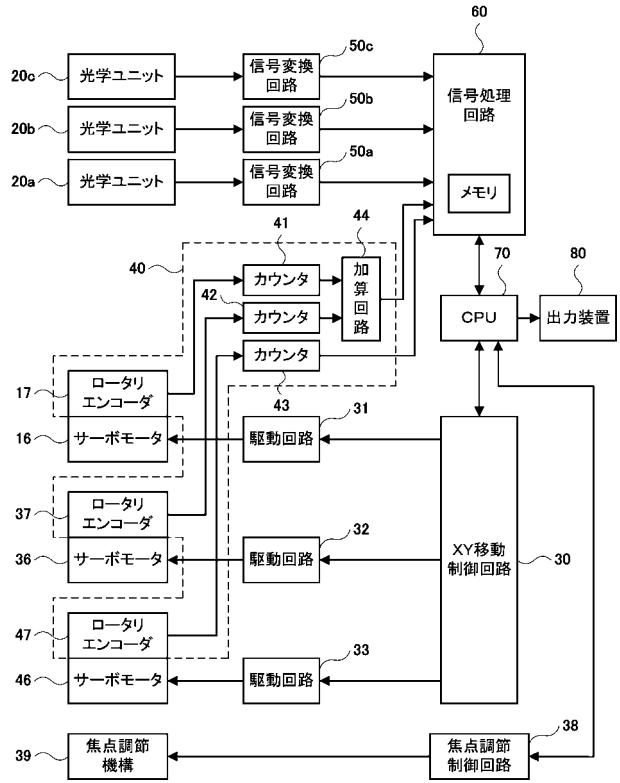 60
50c
信号変換
回路
20c
光学ユニット
50b
信号変換
回路
20b
光学ユニット
50a
信号変換
回路
20a
光学ユニット
信号処理
回路
メモリ
40
41
カウンタ
42
カウンタ
カウンタ
43
44
加
算
回
路
70
CPU
80
出力装置
17
ロータリ
エンコーダ
16
サーボモータ
31
駆動回路
37
ロータリ
エンコーダ
36
サーボモータ
32
駆動回路
XY移動
制御回路
30
47
ロータリ
エンコーダ
46
サーボモータ
33
駆動回路
39
焦点調節
機構
焦点調節
制御回路
38